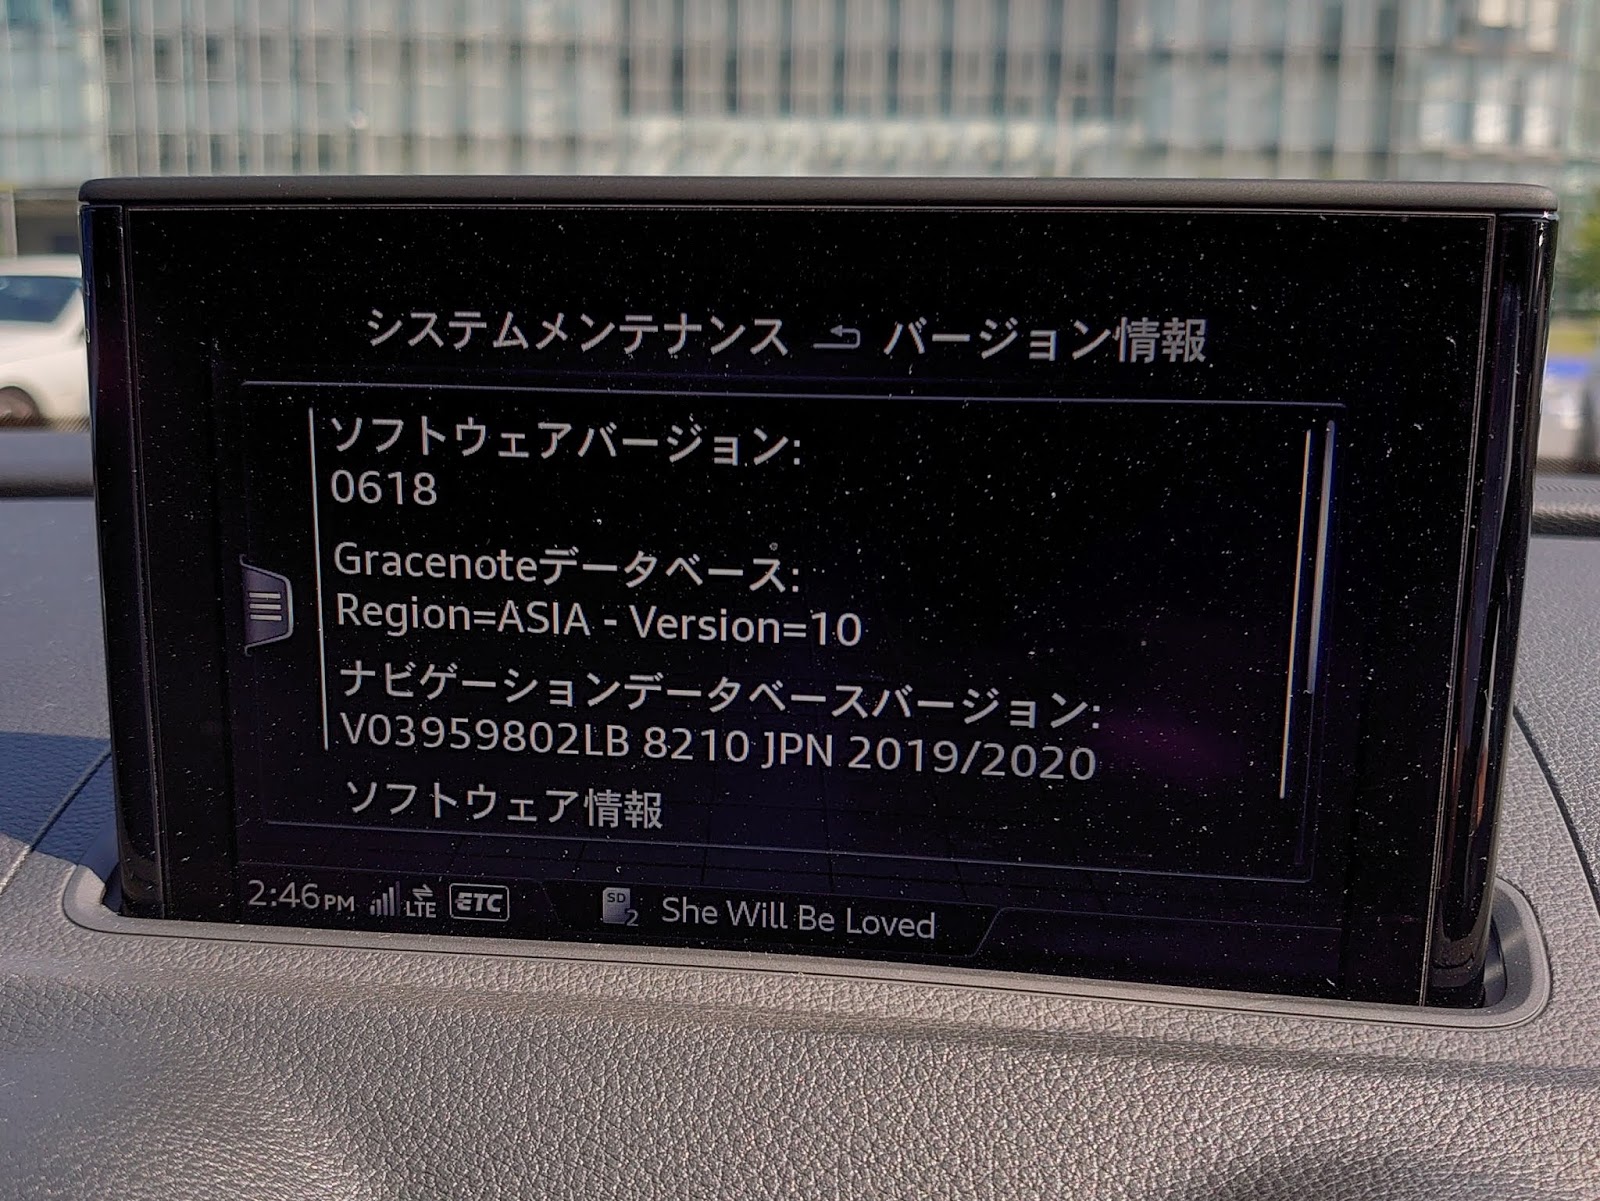 システムメンテナンス バージョン情報
ソフトウェアバージョン:
0618
Gracenoteデータベース:
Region=ASIA - Version=10
ナビゲーションデータベースバージョン:
V03959802LB 8210 JPN 2019/2020
ソフトウェア情報
2:46PM LTE ETC SD 2 She Will Be Loved